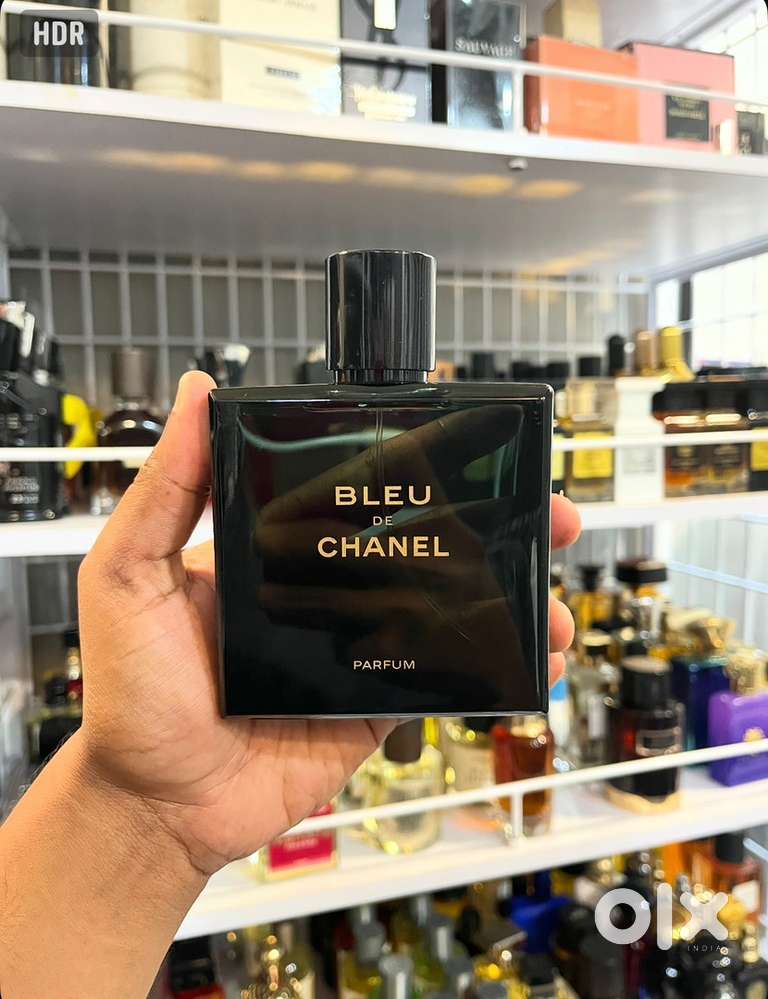 HDR
SAUVAGE
BLEU
DE
CHANEL
PARFUM
olx
INDIA